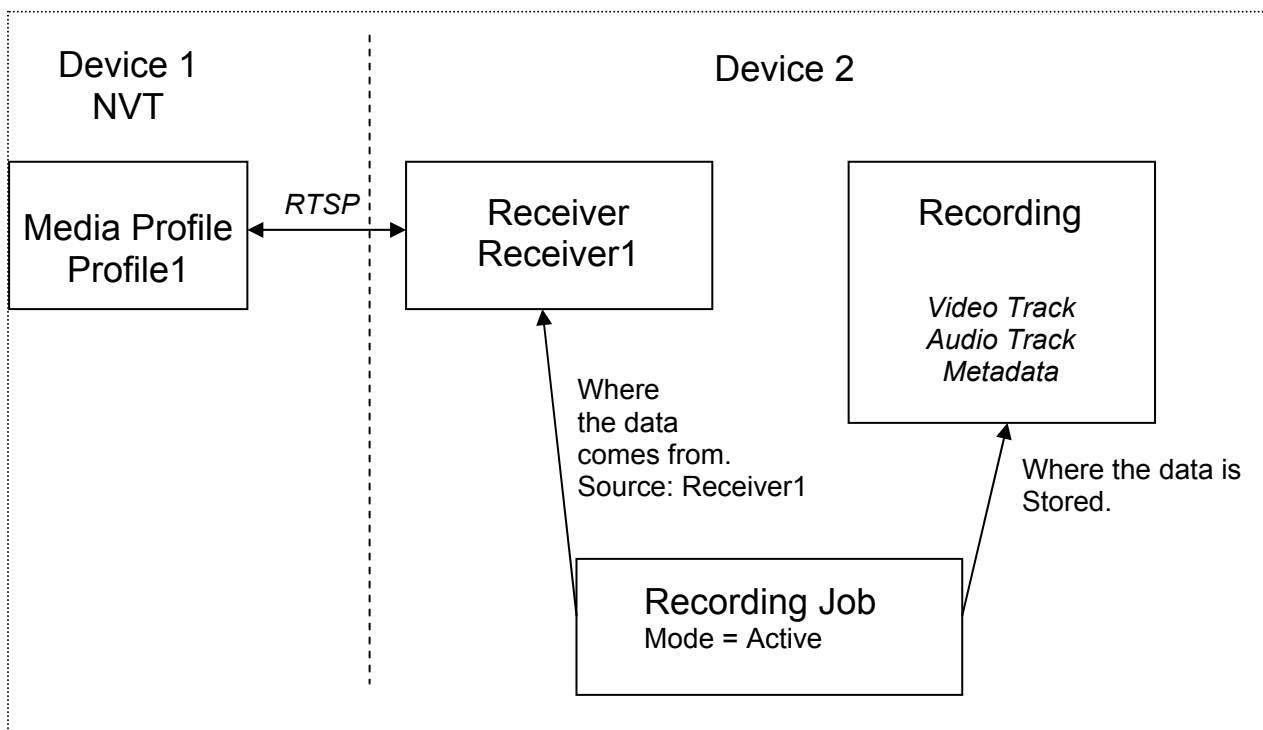 Device 1
NVT
Device 2
Media Profile
Profile1
RTSP
Receiver
Receiver1
Recording
Video Track
Audio Track
Metadata
Where
the data
comes from.
Source: Receiver1
Where the data is
Stored.
Recording Job
Mode = Active